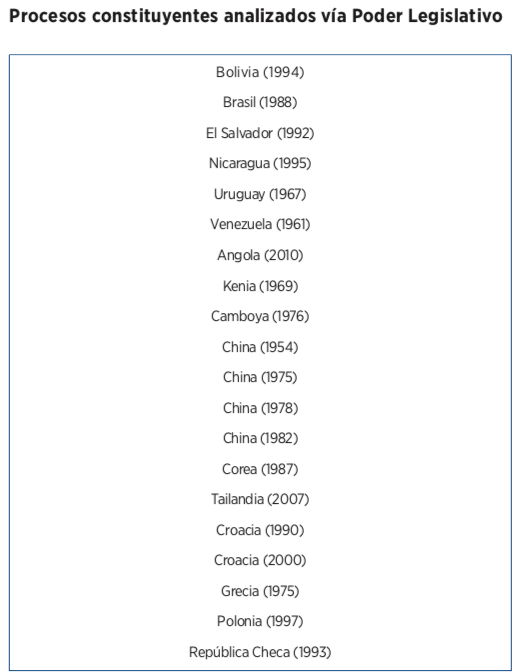 Procesos constituyentes analizados vía Poder Legislativo
Bolivia (1994)
Brasil (1988)
El Salvador (1992)
Nicaragua (1995)
Uruguay (1967)
Venezuela (1961)
Angola (2010)
Kenia (1969)
Camboya (1976)
China (1954)
China (1975)
China (1978)
China (1982)
Corea (1987)
Tailandia (2007)
Croacia (1990)
Croacia (2000)
Grecia (1975)
Polonia (1997)
República Checa (1993)